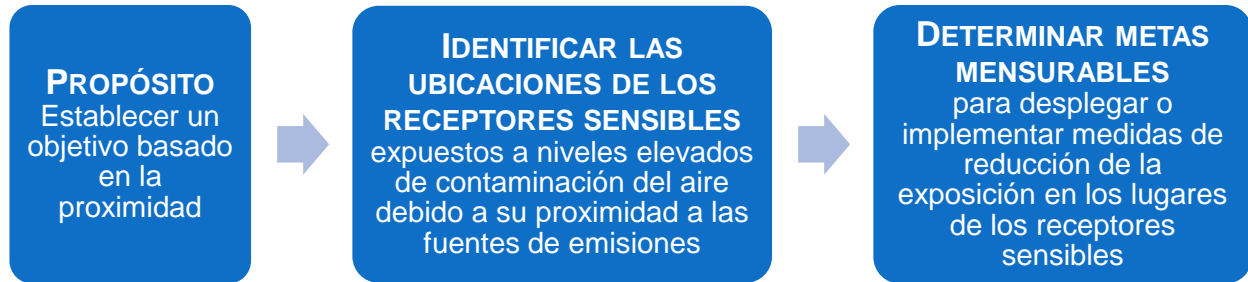 PROPÓSITO
Establecer un
objetivo basado
en la
proximidad
IDENTIFICAR LAS
UBICACIONES DE LOS
RECEPTORES SENSIBLES
expuestos a niveles elevados
de contaminación del aire
debido a su proximidad a las
fuentes de emisiones
DETERMINAR METAS
MENSURABLES
para desplegar o
implementar medidas de
reducción de la
exposición en los lugares
de los receptores
sensibles